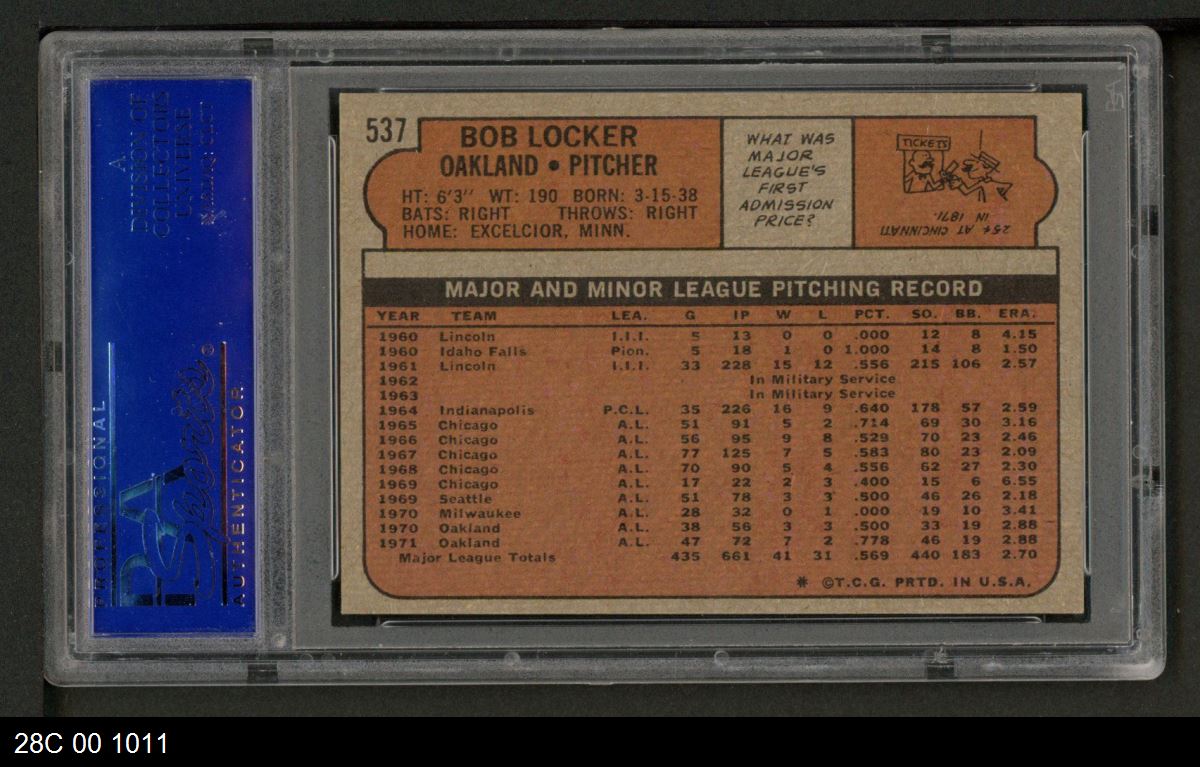 A
DIVISION OF
COLLECTORS
UNIVERSE
PROFESSIONAL
PSA
Sports
AUTHENTICATOR
537
BOB LOCKER
OAKLAND • PITCHER
HT: 6'3" WT: 190 BORN: 3-15-38
BATS: RIGHT THROWS: RIGHT
HOME: EXCELCIOR, MINN.
WHAT WAS
MAJOR
LEAGUE'S
FIRST
ADMISSION
PRICE?
TICKETS
25¢ AT CINCINNATI
IN 1871.
MAJOR AND MINOR LEAGUE PITCHING RECORD
YEAR TEAM LEA. G IP W L PCT. SO. BB. ERA.
1960 Lincoln I.I.I. 5 13 0 0 .000 12 8 4.15
1960 Idaho Falls Pion. 5 18 1 0 1.000 14 8 1.50
1961 Lincoln I.I.I. 33 228 15 12 .556 215 106 2.57
1962 In Military Service
1963 In Military Service
1964 Indianapolis P.C.L. 35 226 16 9 .640 178 57 2.59
1965 Chicago A.L. 51 91 5 2 .714 69 30 3.16
1966 Chicago A.L. 56 95 9 8 .529 70 23 2.46
1967 Chicago A.L. 77 125 7 5 .583 80 23 2.09
1968 Chicago A.L. 70 90 5 4 .556 62 27 2.30
1969 Chicago A.L. 17 22 2 3 .400 15 6 6.55
1969 Seattle A.L. 51 78 3 3 .500 46 26 2.18
1970 Milwaukee A.L. 28 32 0 1 .000 19 10 3.41
1970 Oakland A.L. 38 56 3 3 .500 33 19 2.88
1971 Oakland A.L. 47 72 7 2 .778 46 19 2.88
Major League Totals 435 661 41 31 .569 440 183 2.70
* ©T.C.G. PRTD. IN U.S.A.
28C 00 1011